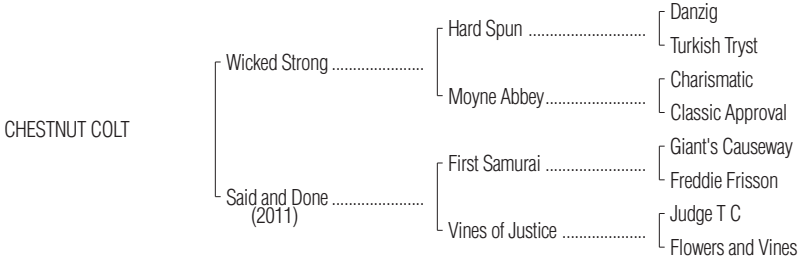 Danzig
Hard Spun ............................
Turkish Tryst
Wicked Strong ......................
Charismatic
Moyne Abbey........................
Classic Approval
CHESTNUT COLT
Giant's Causeway
First Samurai ........................
Freddie Frisson
Said and Done ......................
(2011)
Judge T C
Vines of Justice ....................
Flowers and Vines